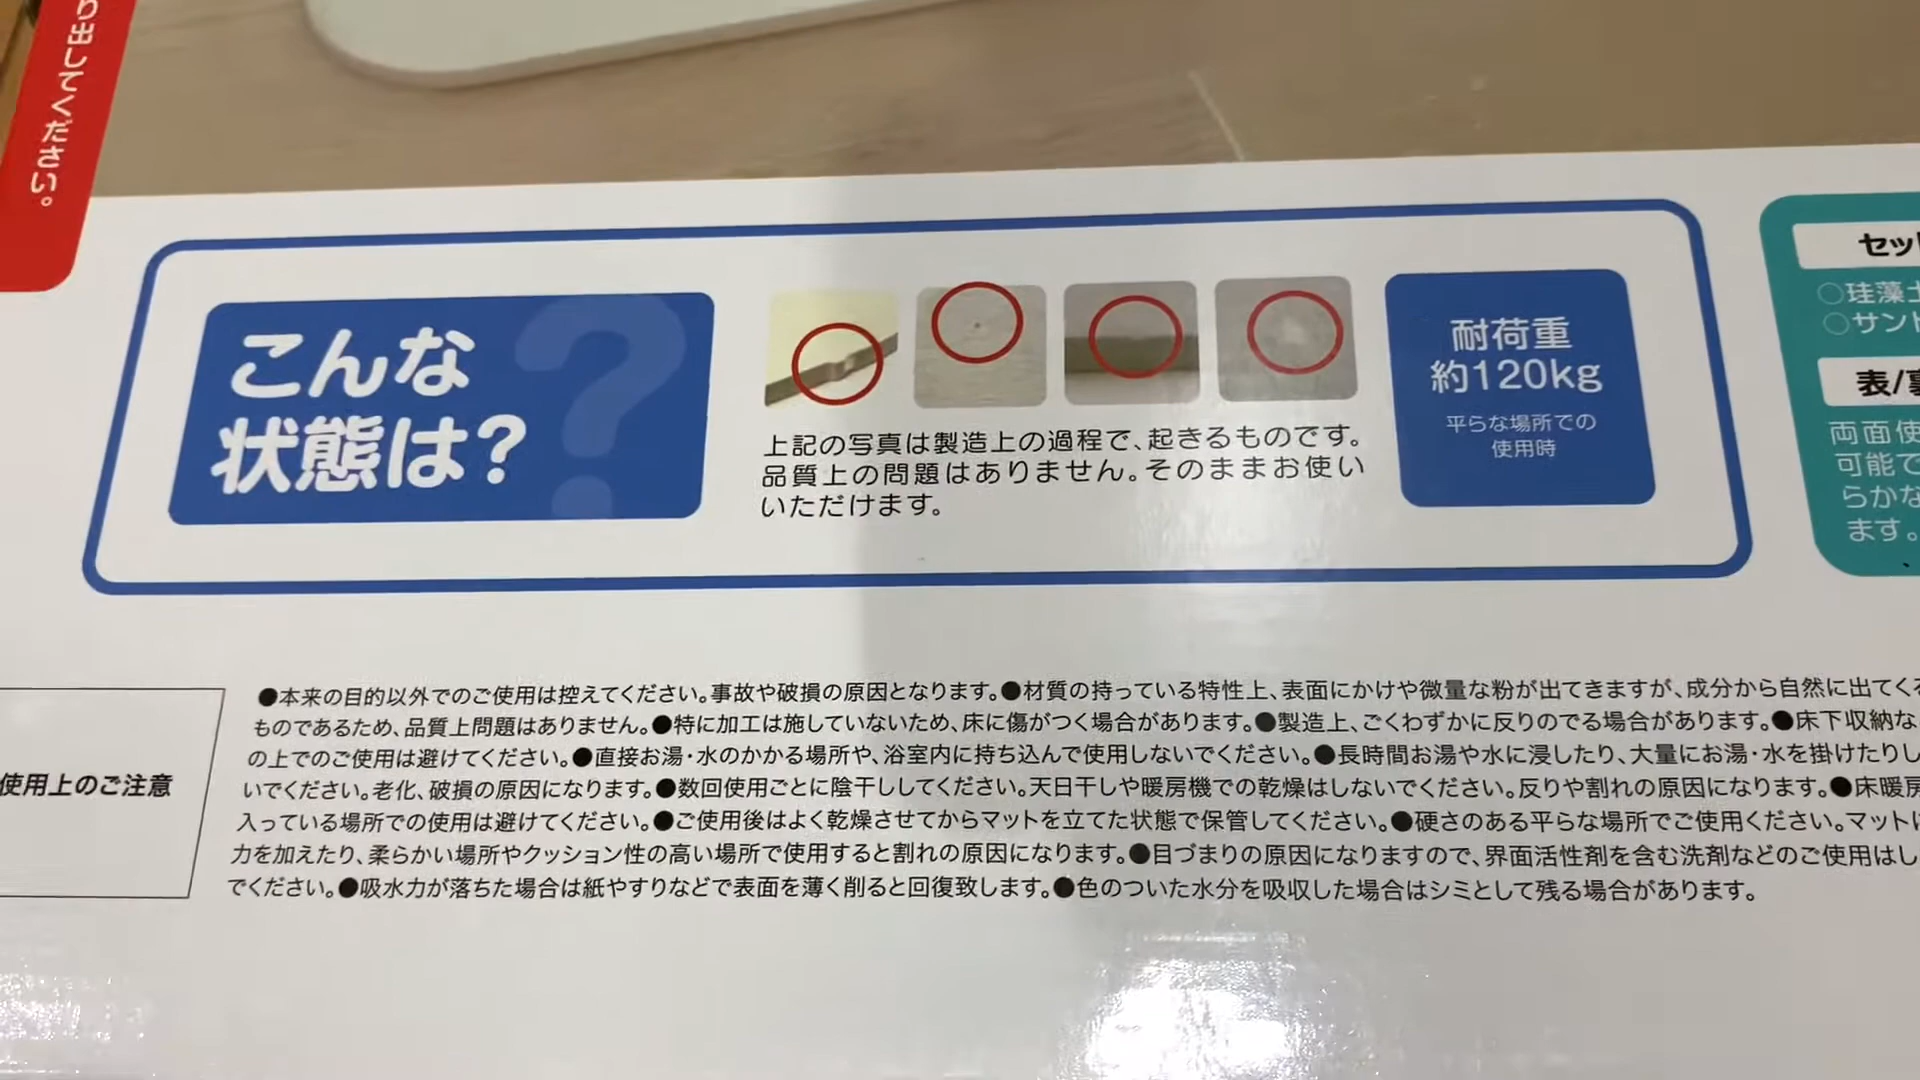 り出してください。
こんな
状態は?
上記の写真は製造上の過程で、起きるものです。
品質上の問題はありません。そのままお使い
いただけます。
耐荷重
約120kg
平らな場所での
使用時
セッ
○珪藻土
○サンド
表/裏
両面使
可能で
らかな
ます。
使用上のご注意
●本来の目的以外でのご使用は控えてください。事故や破損の原因となります。●材質の持っている特性上、表面にかけや微量な粉が出てきますが、成分から自然に出てくる
ものであるため、品質上問題はありません。●特に加工は施していないため、床に傷がつく場合があります。●製造上、ごくわずかに反りのでる場合があります。●床下収納な
の上でのご使用は避けてください。●直接お湯・水のかかる場所や、浴室内に持ち込んで使用しないでください。●長時間お湯や水に浸したり、大量にお湯・水を掛けたりし
いでください。老化、破損の原因になります。●数回使用ごとに陰干ししてください。天日干しや暖房機での乾燥はしないでください。反りや割れの原因になります。●床暖房
入っている場所での使用は避けてください。●ご使用後はよく乾燥させてからマットを立てた状態で保管してください。●硬さのある平らな場所でご使用ください。マットに
力を加えたり、柔らかい場所やクッション性の高い場所で使用すると割れの原因になります。●目づまりの原因になりますので、界面活性剤を含む洗剤などのご使用はし
でください。●吸水力が落ちた場合は紙やすりなどで表面を薄く削ると回復致します。●色のついた水分を吸収した場合はシミとして残る場合があります。